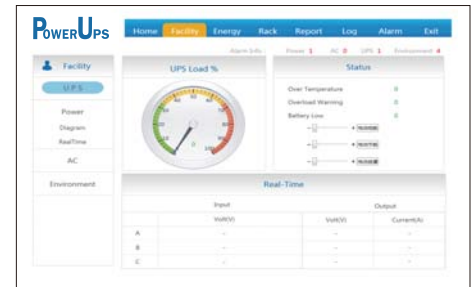 POWERUPS
Home Facility Energy Rack Report Log Alarm Exit
Alarm Info : Power 1 AC 0 UPS 1 Environment 4
Facility
UPS
Power
Diagram
RealTime
AC
Environment
UPS Load %
0
Status
Over Temperature 0
Overload Warning 0
Battery Low 0
- +
- +
- +
Real-Time
Input Output
Volt(V) Volt(V) Current(A)
A - - -
B - - -
C - - -